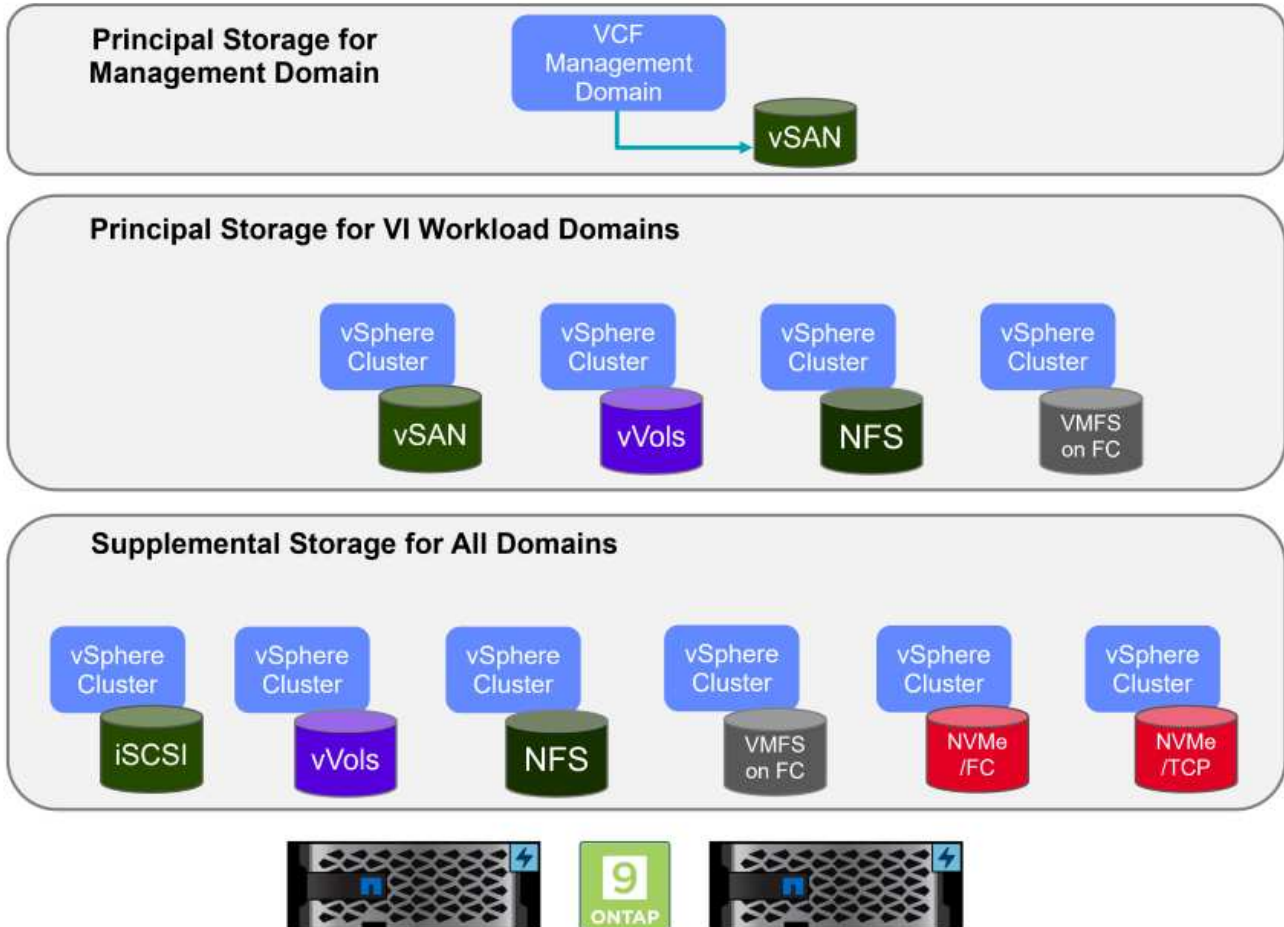 Principal Storage for
Management Domain
VCF
Management
Domain
vSAN
Principal Storage for VI Workload Domains
vSphere
Cluster
vSAN
vSphere
Cluster
vVols
vSphere
Cluster
NFS
vSphere
Cluster
VMFS
on FC
Supplemental Storage for All Domains
vSphere
Cluster
iSCSI
vSphere
Cluster
vVols
vSphere
Cluster
NFS
vSphere
Cluster
VMFS
on FC
vSphere
Cluster
NVMe
/FC
vSphere
Cluster
NVMe
/TCP
9
ONTAP